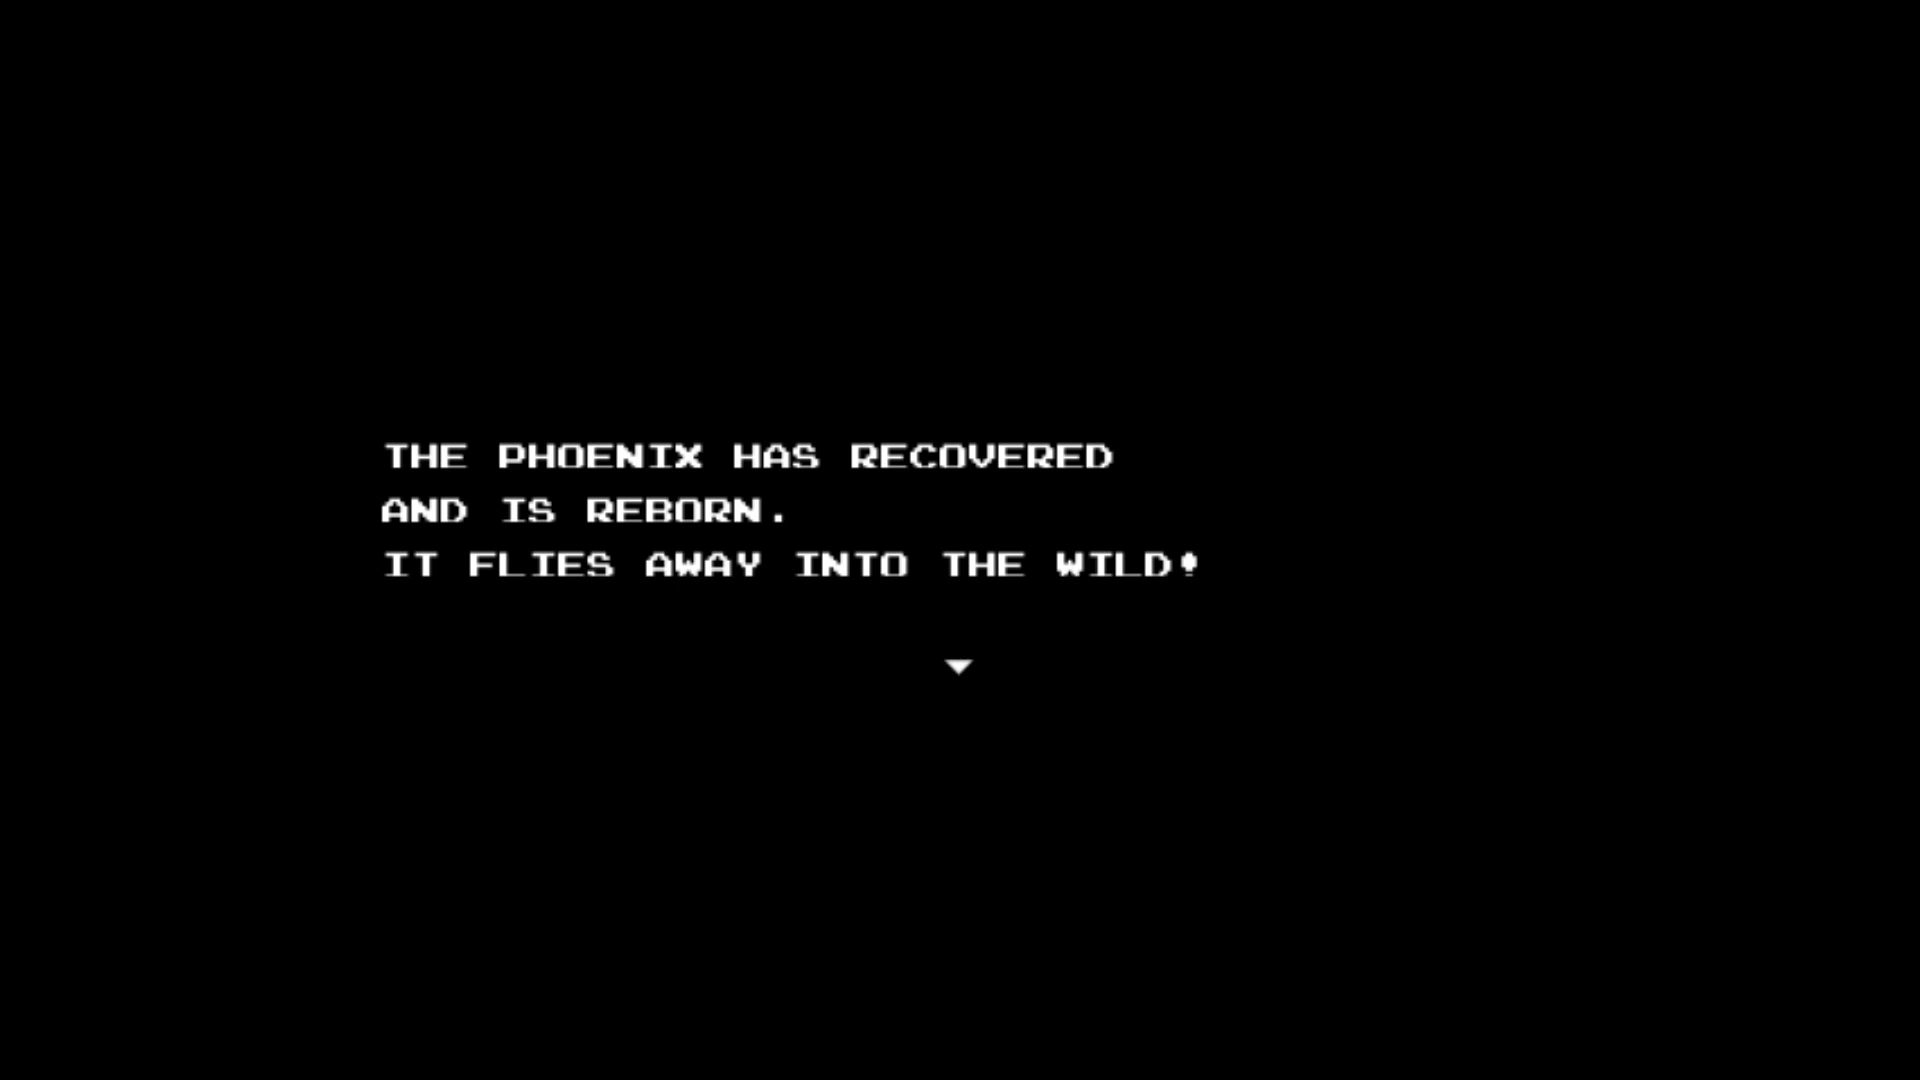 THE PHOENIX HAS RECOVERED
AND IS REBORN.
IT FLIES AWAY INTO THE WILD!